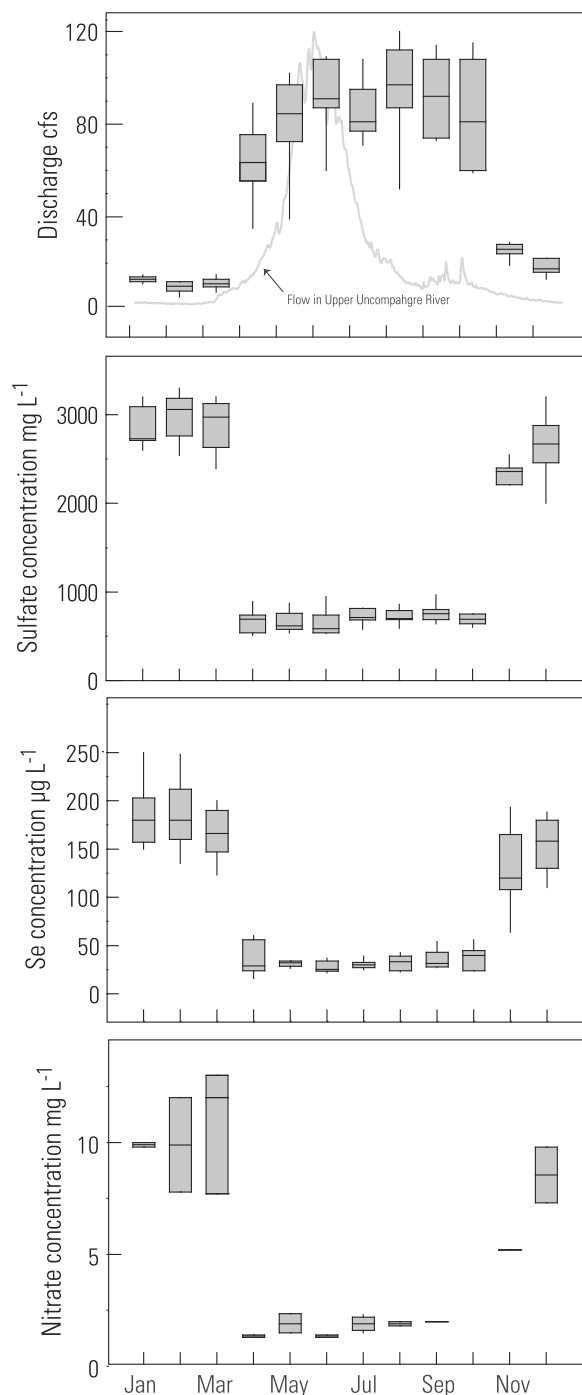 120
80
40
0
Discharge cfs
Flow in Upper Uncompahgre River
3000
2000
1000
0
Sulfate concentration mg L⁻¹
250
200
150
100
50
0
Se concentration µg L⁻¹
10
5
0
Nitrate concentration mg L⁻¹
Jan Mar May Jul Sep Nov